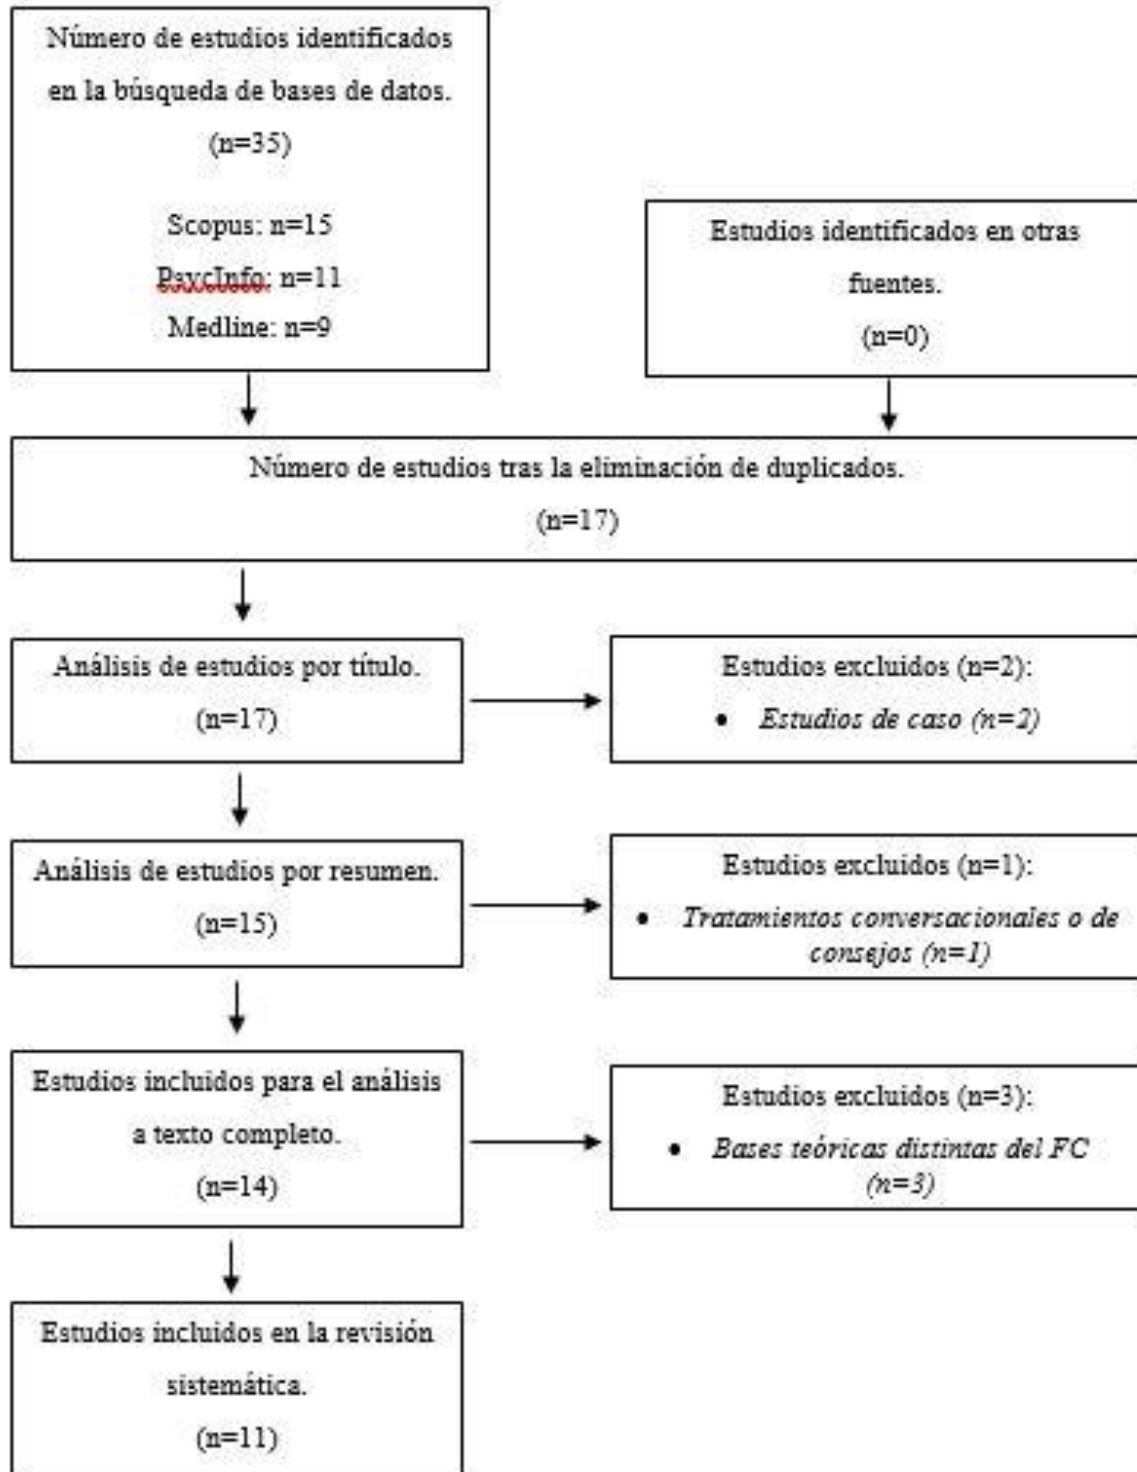 Número de estudios identificados
en la búsqueda de bases de datos.
(n=35)
Scopus: n=15
PsycInfo: n=11
Medline: n=9
Estudios identificados en otras
fuentes.
(n=0)
Número de estudios tras la eliminación de duplicados.
(n=17)
Análisis de estudios por título.
(n=17)
Estudios excluidos (n=2):
• Estudios de caso (n=2)
Análisis de estudios por resumen.
(n=15)
Estudios excluidos (n=1):
• Tratamientos conversacionales o de
consejos (n=1)
Estudios incluidos para el análisis
a texto completo.
(n=14)
Estudios excluidos (n=3):
• Bases teóricas distintas del FC
(n=3)
Estudios incluidos en la revisión
sistemática.
(n=11)